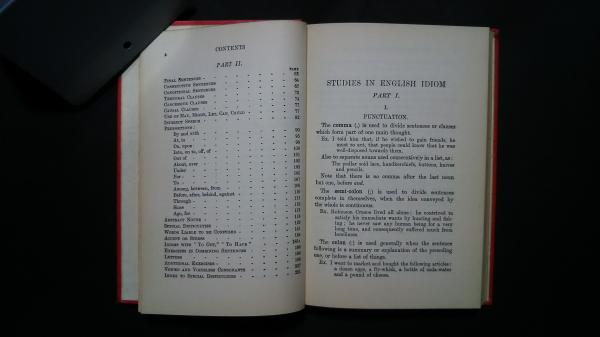 CONTENTS
PART II.
PAGE
FINAL SENTENCES
CONSECUTIVE SENTENCES
CONDITIONAL SENTENCES
TEMPORAL CLAUSES
CONCESSIVE CLAUSES
CAUSAL CLAUSES
USE OF MAY, MIGHT, LET, CAN, COULD
INDIRECT SPEECH
PREPOSITIONS:
By and with
At, in
On, upon
Into, on to, off, of
Out of
About, over
Under
For
To
Among, between, from
Before, after, behind, against
Through
Since
Ago, for
ABSTRACT NOUNS
SPECIAL DIFFICULTIES
WORDS LIABLE TO BE CONFUSED
ACCENT OR STRESS
IDIOMS WITH "TO GET," "TO HAVE"
EXERCISES IN COMBINING SENTENCES
LETTERS
ADDITIONAL EXERCISES
VOICED AND VOICELESS CONSONANTS
INDEX TO SPECIAL DIFFICULTIES
STUDIES IN ENGLISH IDIOM
PART I.
I.
PUNCTUATION.
The comma (,) is used to divide sentences or clauses
which form part of one main thought.
Ex. I told him that, if he wished to gain friends, he
must so act, that people could know that he was
well-disposed towards them.
Also to separate nouns used consecutively in a list, as:
The pedlar sold lace, handkerchiefs, buttons, knives
and pencils.
Note that there is no comma after the last noun
but one, before and.
The semi-colon (;) is used to divide sentences
complete in themselves, when the idea conveyed by
the whole is continuous.
Ex. Robinson Crusoe lived all alone; he contrived to
satisfy his immediate wants by hunting and fish-
ing; he never saw any human being for a very
long time, and consequently suffered much from
loneliness.
The colon (:) is used generally when the sentence
following is a summary or explanation of the preceding
one, or before a list of things.
Ex. I went to market and bought the following articles:
a dozen eggs, a fly-whisk, a bottle of soda-water
and a pound of cheese.